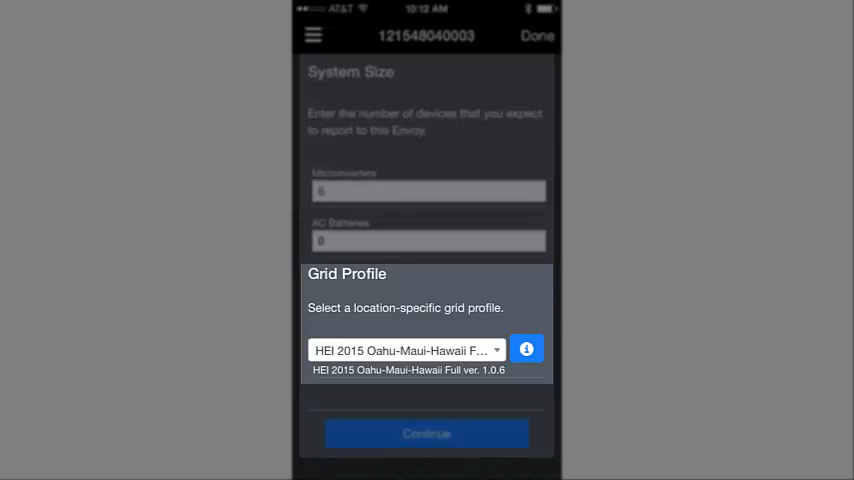 AT&T 10:12 AM
121548040003 Done
System Size
Enter the number of devices that you expect
to report to this Envoy.
Microinverters
6
AC Batteries
0
Grid Profile
Select a location-specific grid profile.
HEI 2015 Oahu-Maui-Hawaii F...
HEI 2015 Oahu-Maui-Hawaii Full ver. 1.0.6
Continue